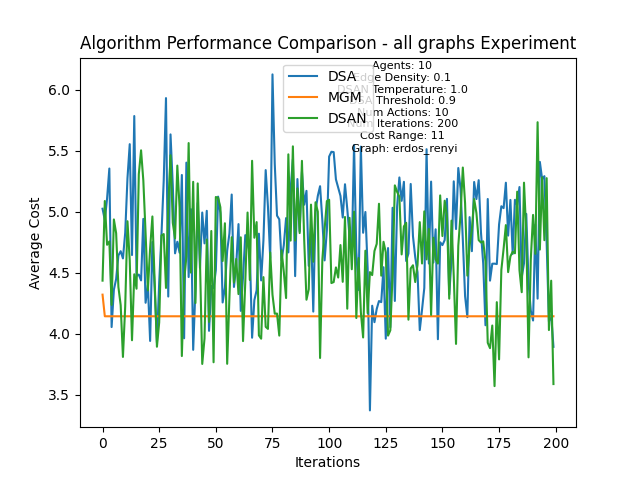 Algorithm Performance Comparison - all graphs Experiment
DSA
MGM
DSAN
Agents: 10
Edge Density: 0.1
DSAN Temperature: 1.0
DSA Threshold: 0.9
Num Actions: 10
Num Iterations: 200
Cost Range: 11
Graph: erdos_renyi
Average Cost
6.0
5.5
5.0
4.5
4.0
3.5
0 25 50 75 100 125 150 175 200
Iterations